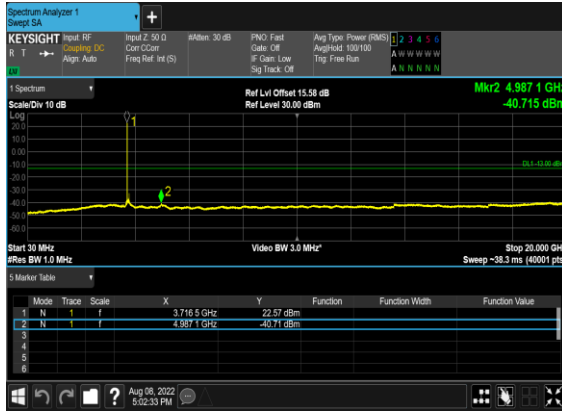 Spectrum Analyzer 1
Swept SA
+
KEYSIGHT Input: RF Input Z: 50 Ω #Atten: 30 dB PNO: Fast Avg Type: Power (RMS) 1 2 3 4 5 6
R T Coupling: DC Corr CCorr Gate: Off Avg|Hold: 100/100 A W W W W W
Align: Auto Freq Ref: Int (S) IF Gain: Low Trig: Free Run
LU Sig Track: Off A N N N N N
1 Spectrum Ref Lvl Offset 15.58 dB Mkr2 4.987 1 GHz
Scale/Div 10 dB Ref Level 30.00 dBm -40.715 dBm
Log
20.0
10.0
0.00
-10.0
-20.0
-30.0
-40.0
-50.0
-60.0
1
2
DL1 -13.00 dBm
Start 30 MHz Video BW 3.0 MHz* Stop 20.000 GHz
#Res BW 1.0 MHz Sweep ~38.3 ms (40001 pts)
5 Marker Table
Mode Trace Scale X Y Function Function Width Function Value
1 N 1 f 3.716 5 GHz 22.57 dBm
2 N 1 f 4.987 1 GHz -40.71 dBm
3
4
5
6
? Aug 08, 2022
5:02:33 PM